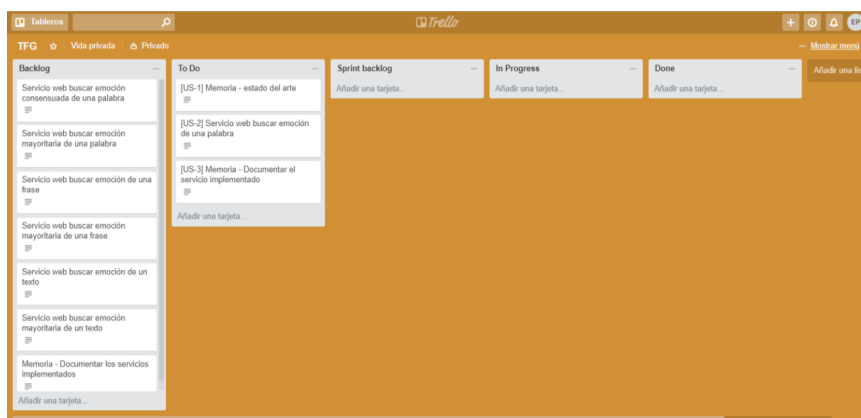 Tableros
Trello
EP
TFG
Vida privada
Privado
Mostrar menú
Backlog
Servicio web buscar emoción
consensuada de una palabra
Servicio web buscar emoción
mayoritaria de una palabra
Servicio web buscar emoción de una
frase
Servicio web buscar emoción
mayoritaria de una frase
Servicio web buscar emoción de un
texto
Servicio web buscar emoción
mayoritaria de un texto
Memoria - Documentar los servicios
implementados
Añadir una tarjeta...
To Do
[US-1] Memoria - estado del arte
[US-2] Servicio web buscar emoción
de una palabra
[US-3] Memoria - Documentar el
servicio implementado
Añadir una tarjeta...
Sprint backlog
Añadir una tarjeta...
In Progress
Añadir una tarjeta...
Done
Añadir una tarjeta...
Añadir una lis